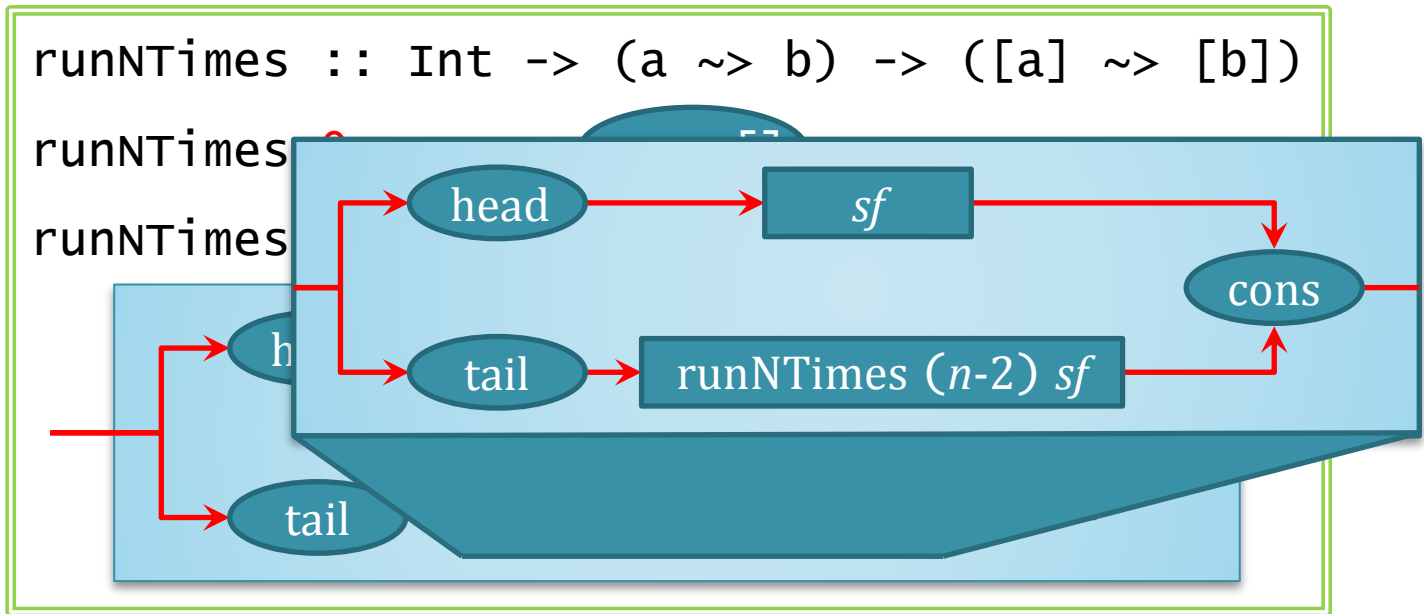 runNTimes :: Int -> (a ~> b) -> ([a] ~> [b])
runNTimes
runNTimes
head
sf
cons
tail
runNTimes (n-2) sf
tail